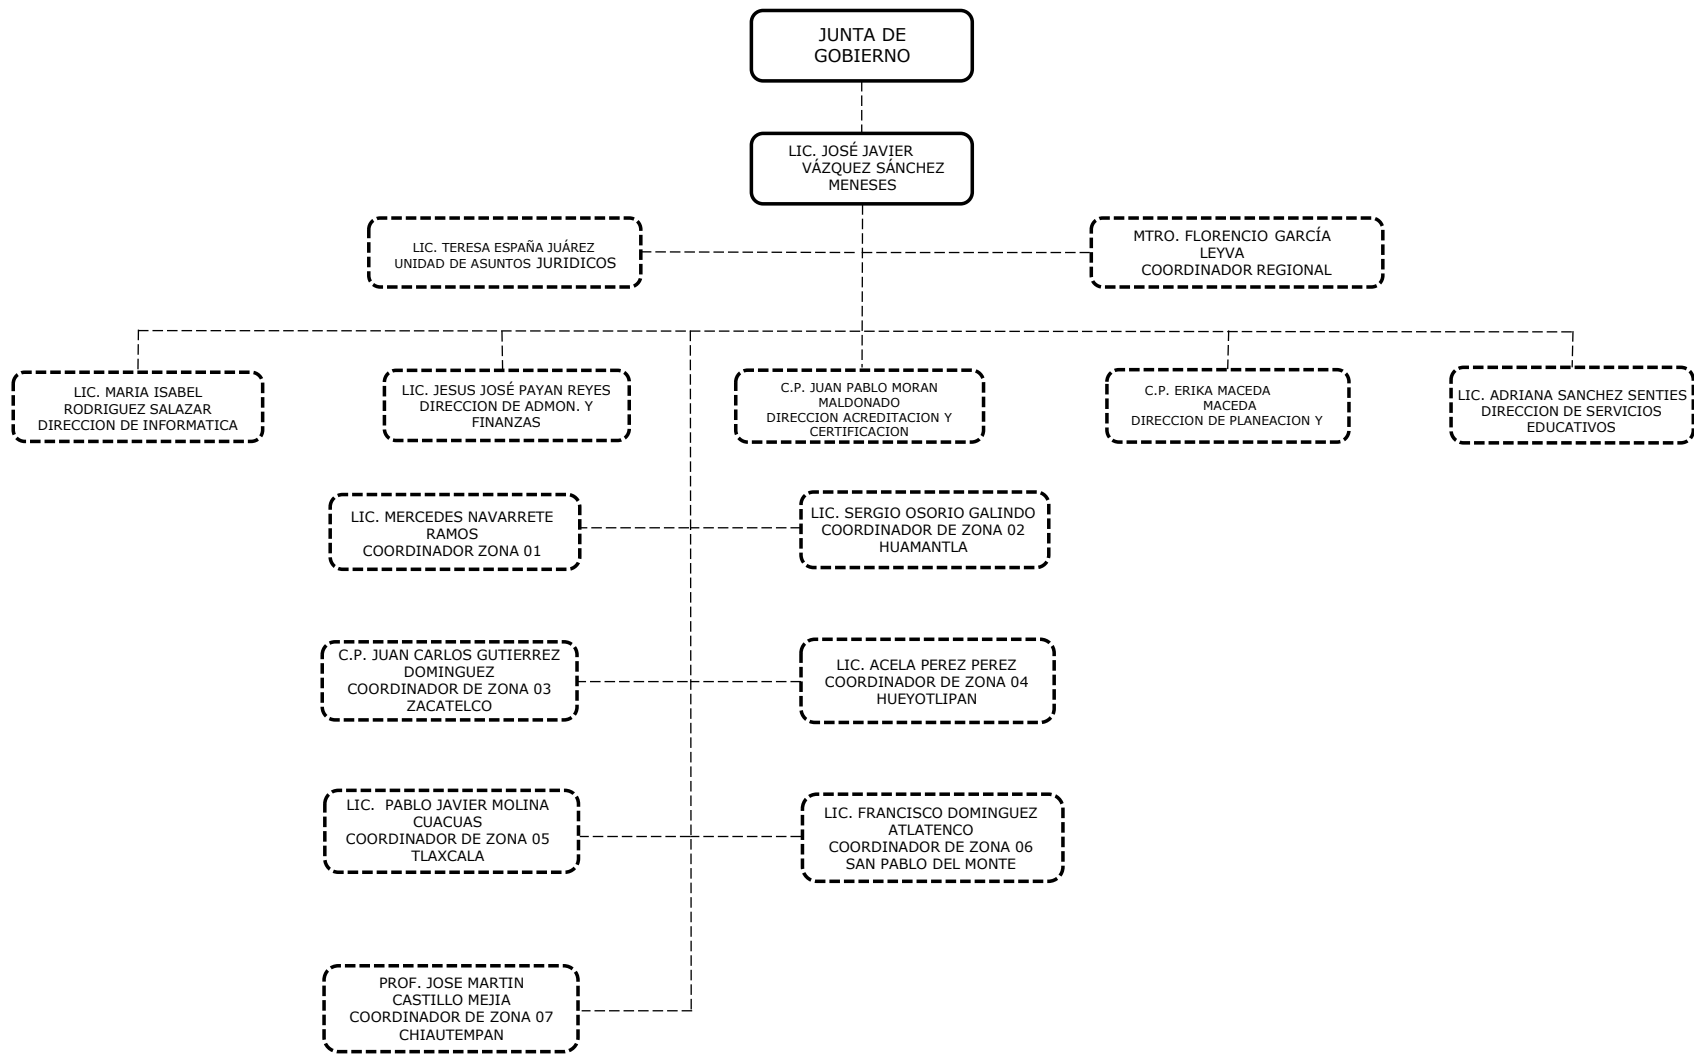 JUNTA DE
GOBIERNO
LIC. JOSÉ JAVIER
VÁZQUEZ SÁNCHEZ
MENESES
LIC. TERESA ESPAÑA JUÁREZ
UNIDAD DE ASUNTOS JURIDICOS
MTRO. FLORENCIO GARCÍA
LEYVA
COORDINADOR REGIONAL
LIC. MARIA ISABEL
RODRIGUEZ SALAZAR
DIRECCION DE INFORMATICA
LIC. JESUS JOSÉ PAYAN REYES
DIRECCION DE ADMON. Y
FINANZAS
C.P. JUAN PABLO MORAN
MALDONADO
DIRECCION ACREDITACION Y
CERTIFICACION
C.P. ERIKA MACEDA
MACEDA
DIRECCION DE PLANEACION Y
LIC. ADRIANA SANCHEZ SENTIES
DIRECCION DE SERVICIOS
EDUCATIVOS
LIC. MERCEDES NAVARRETE
RAMOS
COORDINADOR ZONA 01
LIC. SERGIO OSORIO GALINDO
COORDINADOR DE ZONA 02
HUAMANTLA
C.P. JUAN CARLOS GUTIERREZ
DOMINGUEZ
COORDINADOR DE ZONA 03
ZACATELCO
LIC. ACELA PEREZ PEREZ
COORDINADOR DE ZONA 04
HUEYOTLIPAN
LIC. PABLO JAVIER MOLINA
CUACUAS
COORDINADOR DE ZONA 05
TLAXCALA
LIC. FRANCISCO DOMINGUEZ
ATLATENCO
COORDINADOR DE ZONA 06
SAN PABLO DEL MONTE
PROF. JOSE MARTIN
CASTILLO MEJIA
COORDINADOR DE ZONA 07
CHIAUTEMPAN